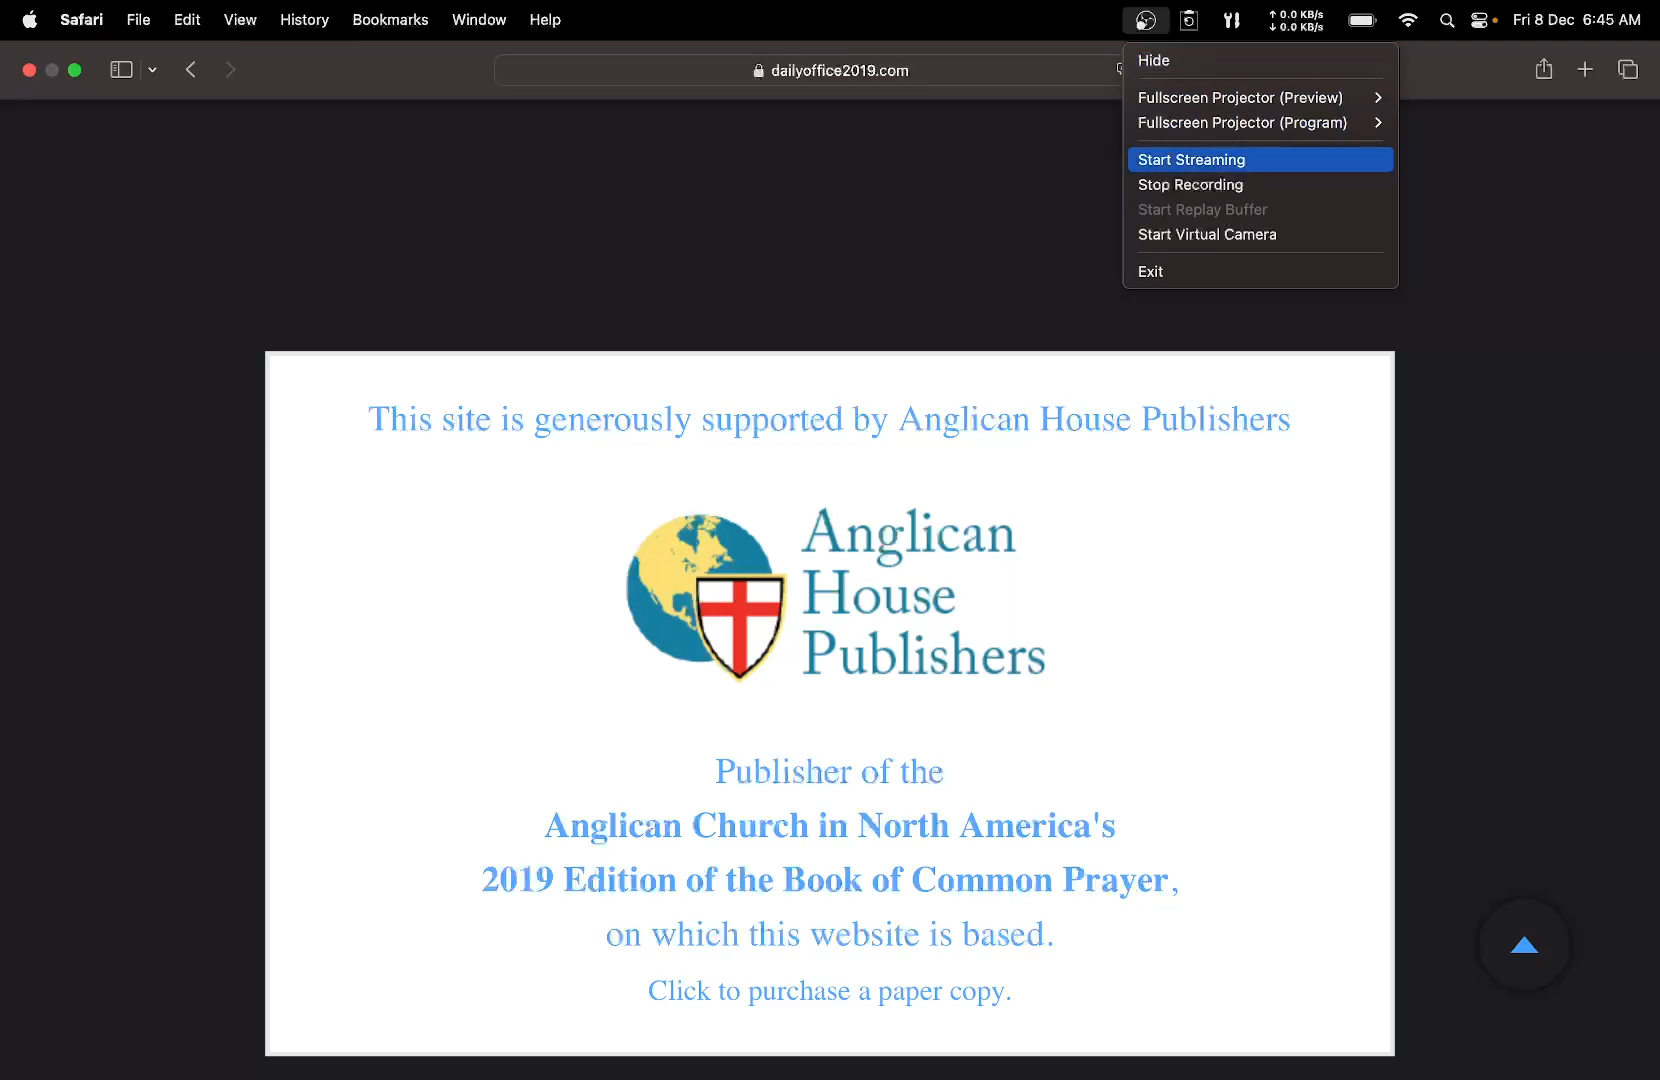 Safari File Edit View History Bookmarks Window Help
↑ 0.0 KB/s
↓ 0.0 KB/s
Fri 8 Dec 6:45 AM
dailyoffice2019.com
Hide
Fullscreen Projector (Preview)
Fullscreen Projector (Program)
Start Streaming
Stop Recording
Start Replay Buffer
Start Virtual Camera
Exit
This site is generously supported by Anglican House Publishers
Anglican
House
Publishers
Publisher of the
Anglican Church in North America's
2019 Edition of the Book of Common Prayer,
on which this website is based.
Click to purchase a paper copy.